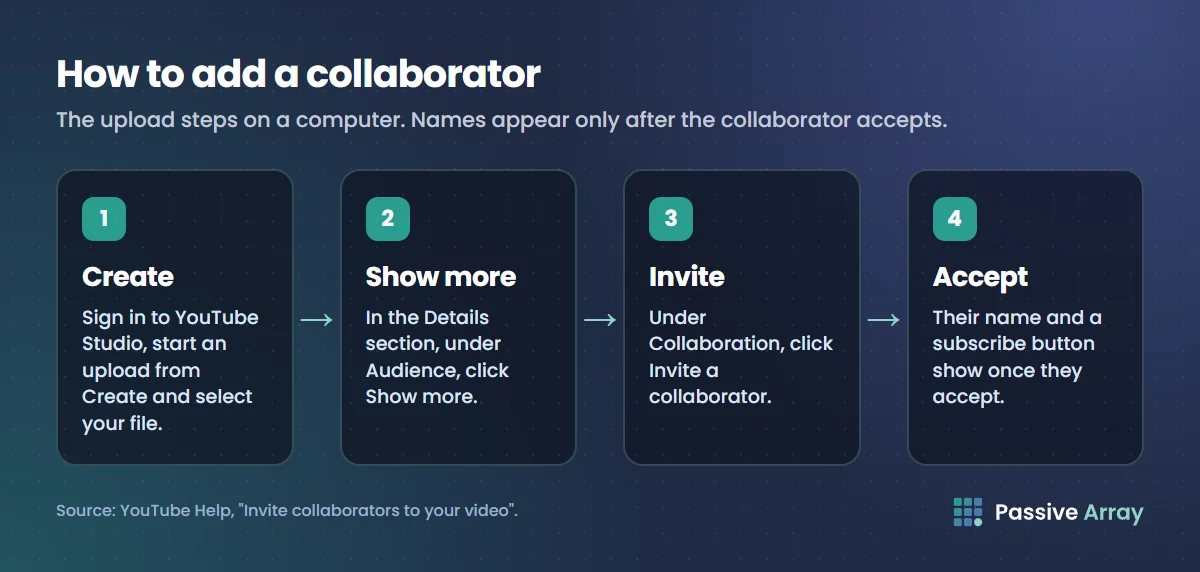 How to add a collaborator
The upload steps on a computer. Names appear only after the collaborator accepts.
1
Create
Sign in to YouTube
Studio, start an
upload from
Create and select
your file.
→
2
Show more
In the Details
section, under
Audience, click
Show more.
→
3
Invite
Under
Collaboration, click
Invite a
collaborator.
→
4
Accept
Their name and a
subscribe button
show once they
accept.
Source: YouTube Help, "Invite collaborators to your video".
Passive Array